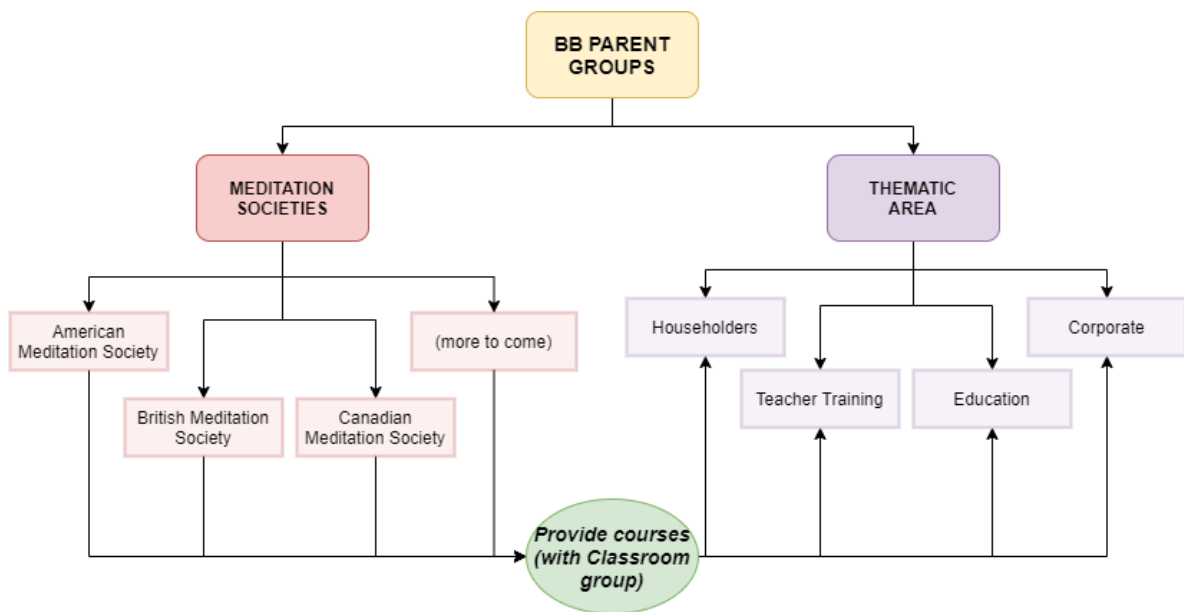 BB PARENT
GROUPS
MEDITATION
SOCIETIES
THEMATIC
AREA
American
Meditation Society
(more to come)
Householders
Corporate
British Meditation
Society
Canadian
Meditation Society
Teacher Training
Education
Provide courses
(with Classroom
group)